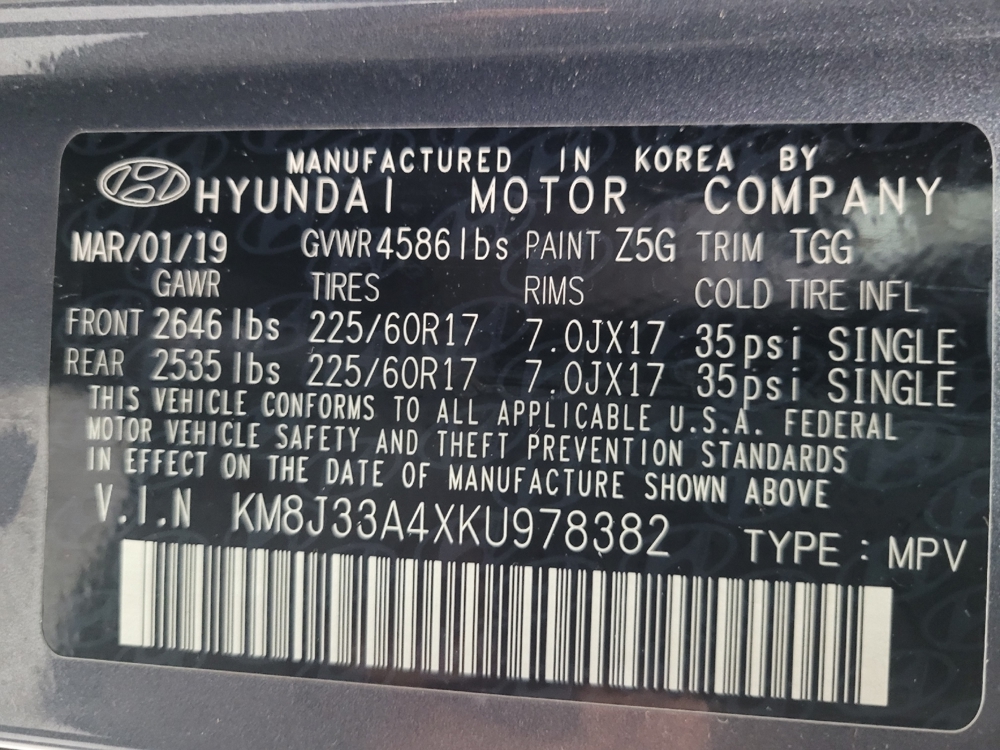 MANUFACTURED IN KOREA BY
HYUNDAI MOTOR COMPANY
MAR/01/19 GVWR 4586 lbs PAINT Z5G TRIM TGG
GAWR TIRES RIMS COLD TIRE INFL
FRONT 2646 lbs 225/60R17 7.0JX17 35psi SINGLE
REAR 2535 lbs 225/60R17 7.0JX17 35psi SINGLE
THIS VEHICLE CONFORMS TO ALL APPLICABLE U.S.A. FEDERAL
MOTOR VEHICLE SAFETY AND THEFT PREVENTION STANDARDS
IN EFFECT ON THE DATE OF MANUFACTURE SHOWN ABOVE
V.I.N KM8J33A4XKU978382 TYPE : MPV